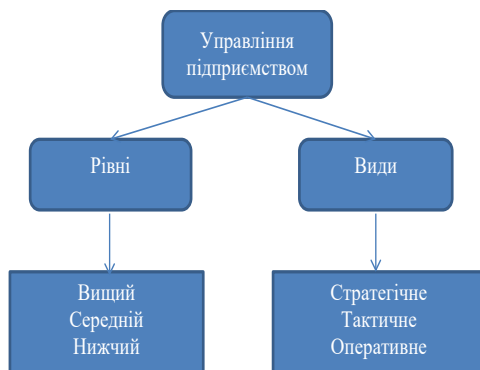 Управління
підприємством
Рівні
Види
Вищий
Середній
Нижчий
Стратегічне
Тактичне
Оперативне